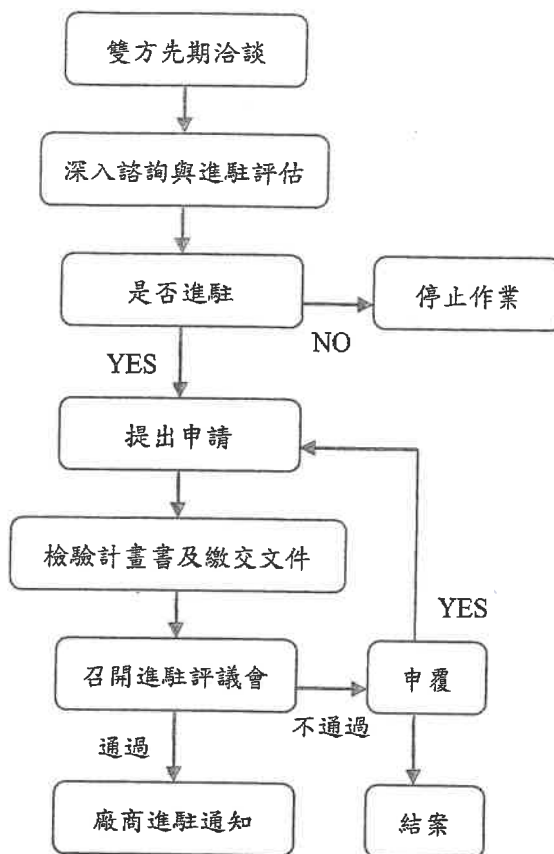 雙方先期洽談
深入諮詢與進駐評估
是否進駐
停止作業
NO
YES
提出申請
檢驗計畫書及繳交文件
YES
召開進駐評議會
申覆
不通過
通過
廠商進駐通知
結案